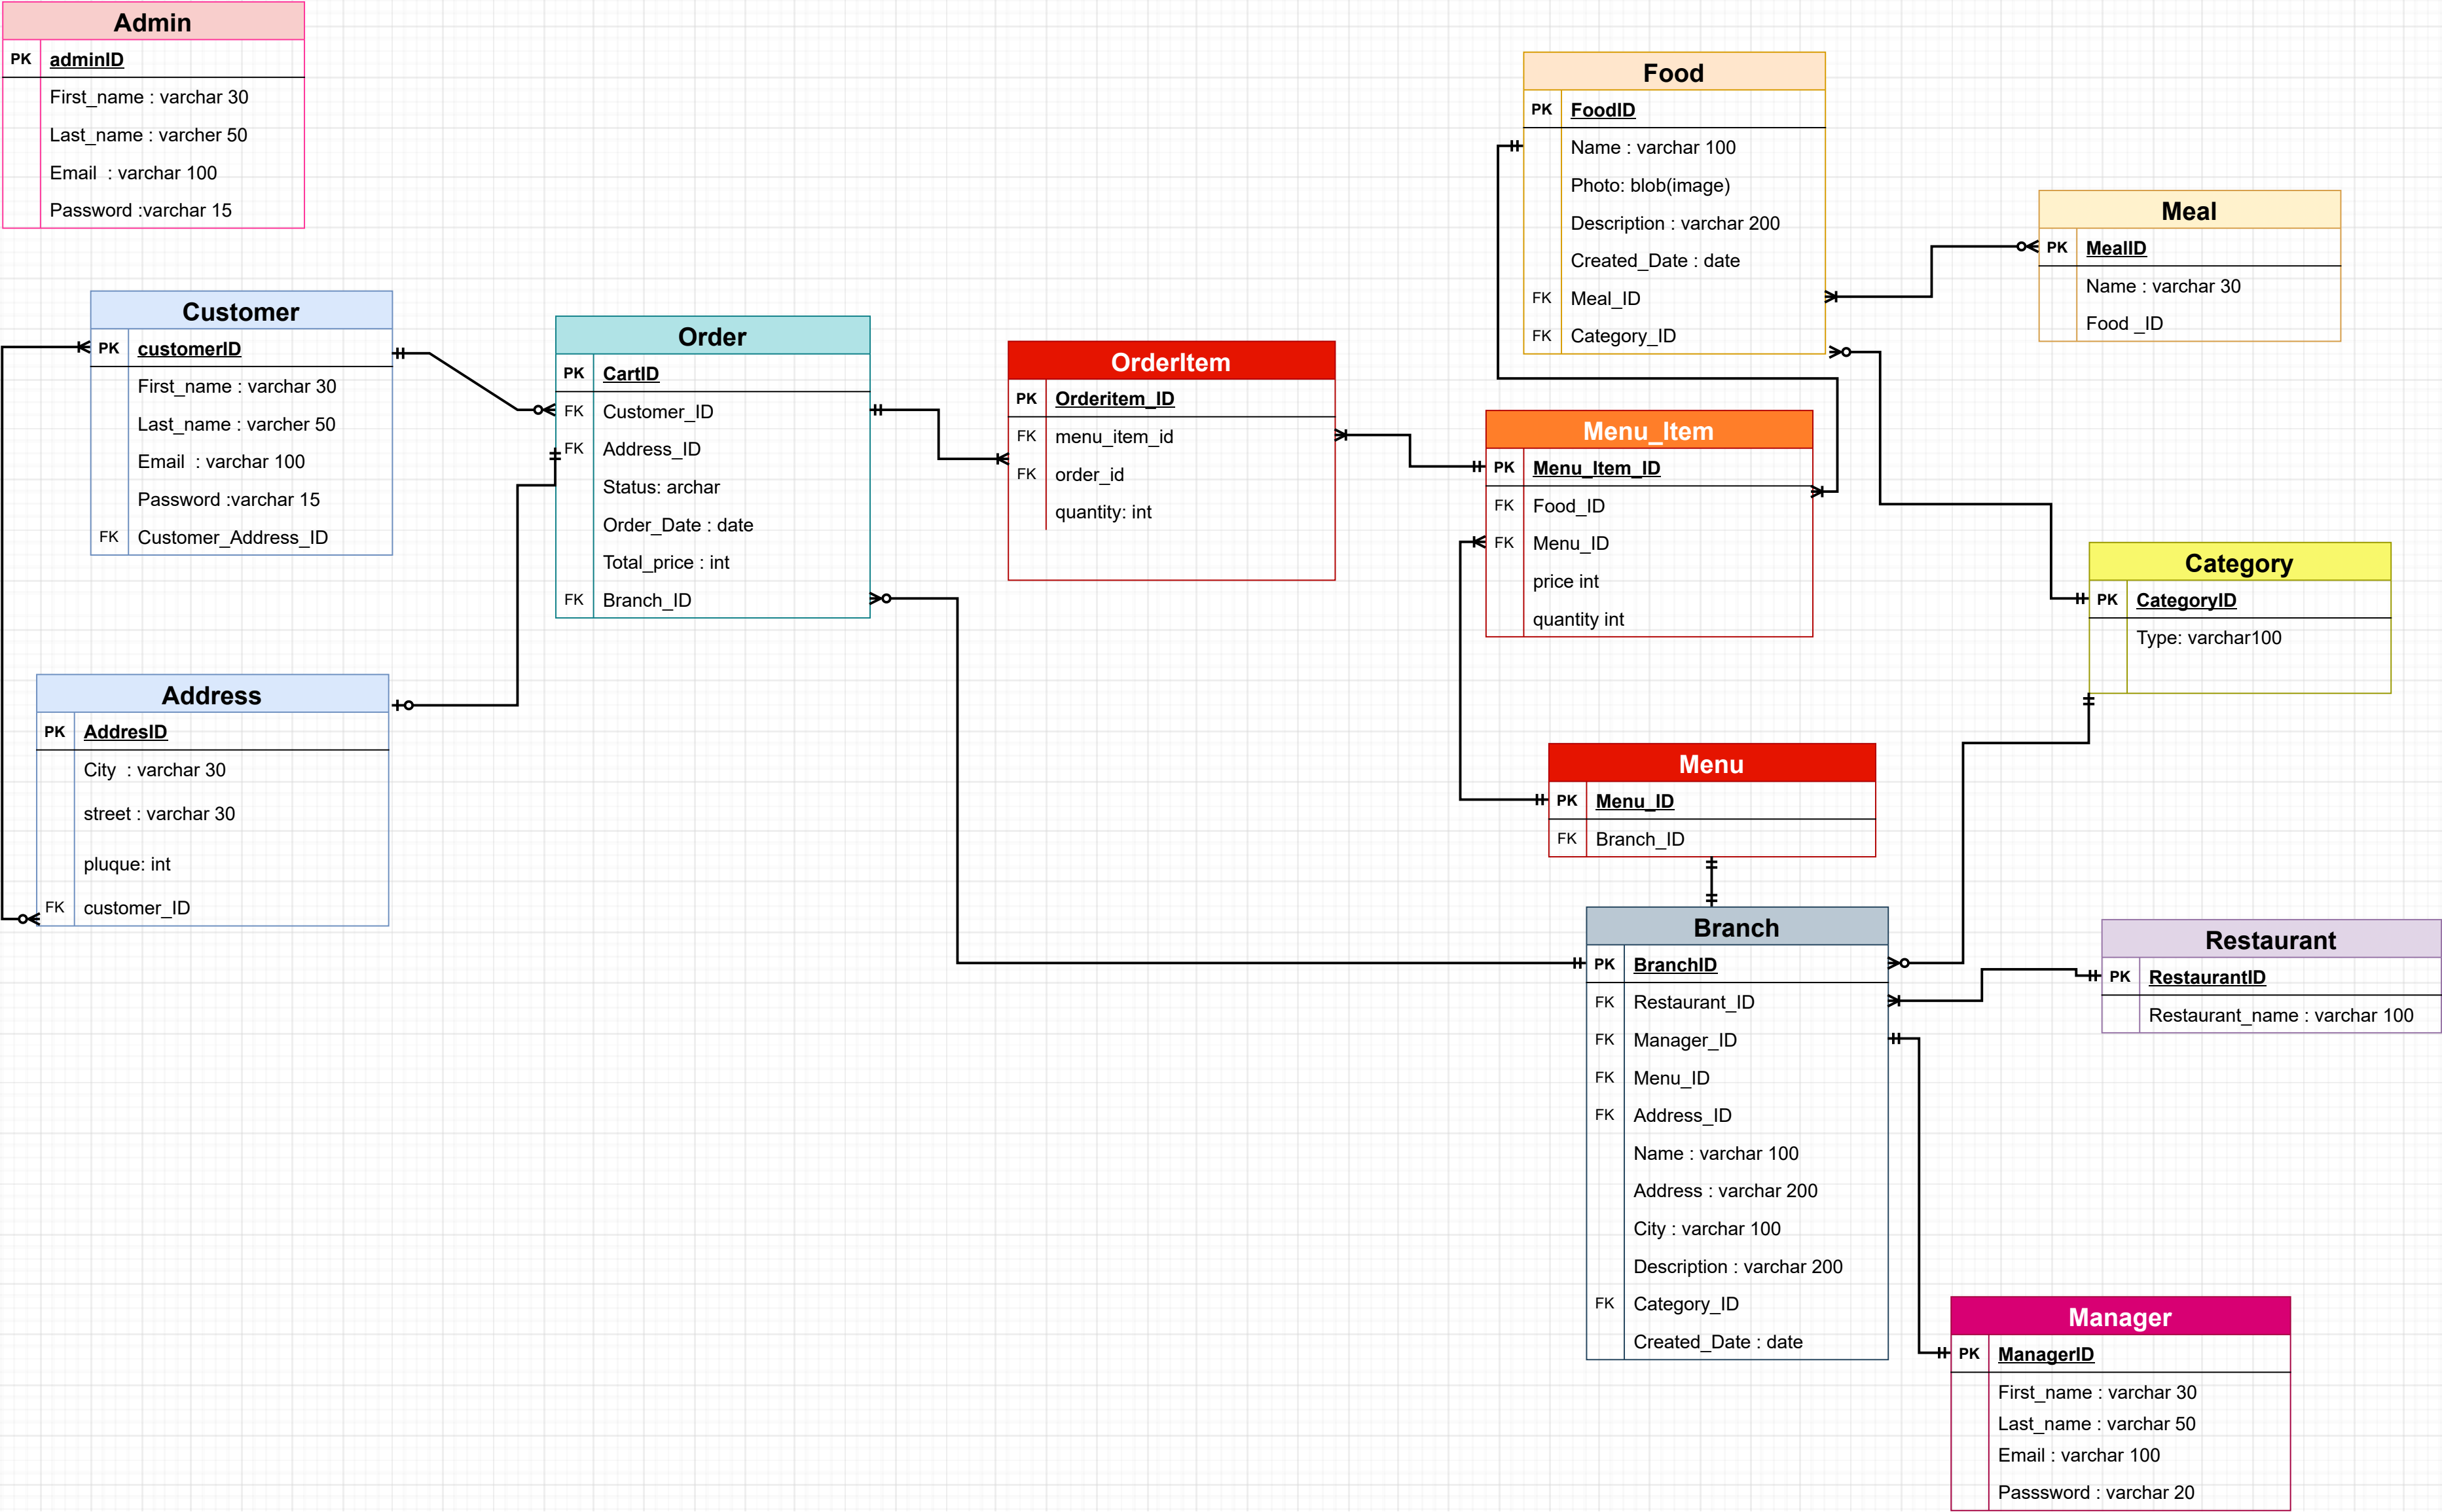 Admin
PK adminID
First_name : varchar 30
Last_name : varcher 50
Email : varchar 100
Password :varchar 15
Customer
PK customerID
First_name : varchar 30
Last_name : varcher 50
Email : varchar 100
Password :varchar 15
FK Customer_Address_ID
Address
PK AddresID
City : varchar 30
street : varchar 30
pluque: int
FK customer_ID
Order
PK CartID
FK Customer_ID
FK Address_ID
Status: archar
Order_Date : date
Total_price : int
FK Branch_ID
OrderItem
PK Orderitem_ID
FK menu_item_id
FK order_id
quantity: int
Food
PK FoodID
Name : varchar 100
Photo: blob(image)
Description : varchar 200
Created_Date : date
FK Meal_ID
FK Category_ID
Meal
PK MealID
Name : varchar 30
Food _ID
Menu_Item
PK Menu_Item_ID
FK Food_ID
FK Menu_ID
price int
quantity int
Category
PK CategoryID
Type: varchar100
Menu
PK Menu_ID
FK Branch_ID
Branch
PK BranchID
FK Restaurant_ID
FK Manager_ID
FK Menu_ID
FK Address_ID
Name : varchar 100
Address : varchar 200
City : varchar 100
Description : varchar 200
FK Category_ID
Created_Date : date
Restaurant
PK RestaurantID
Restaurant_name : varchar 100
Manager
PK ManagerID
First_name : varchar 30
Last_name : varchar 50
Email : varchar 100
Passsword : varchar 20